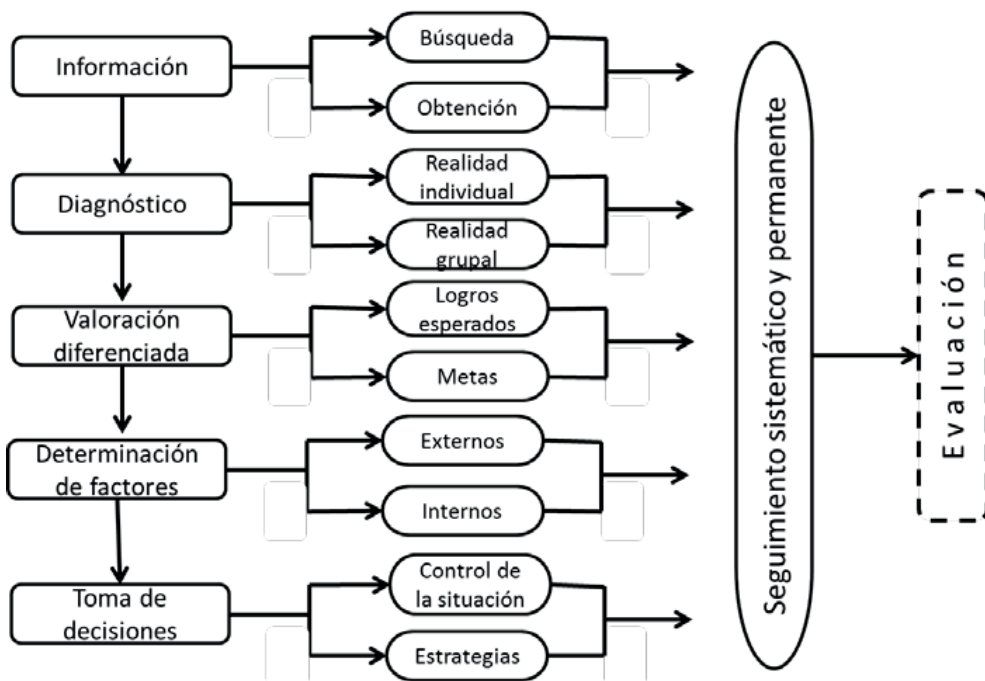 Información
Búsqueda
Obtención
Diagnóstico
Realidad
individual
Realidad
grupal
Valoración
diferenciada
Logros
esperados
Metas
Determinación
de factores
Externos
Internos
Toma de
decisiones
Control de
la situación
Estrategias
Seguimiento sistemático y permanente
Evaluación